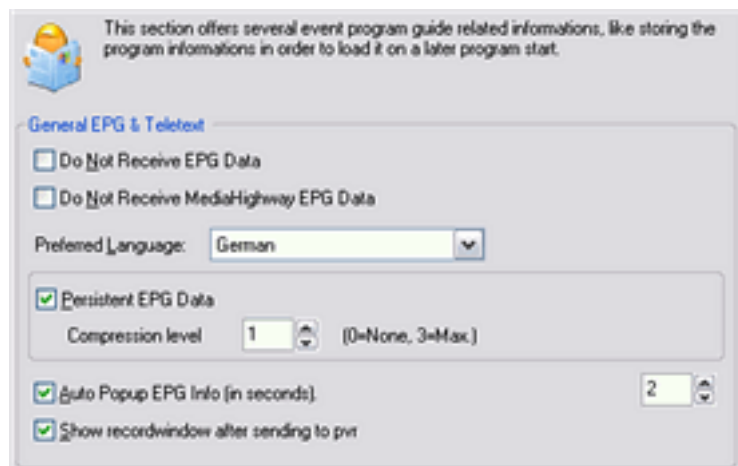 This section offers several event program guide related informations, like storing the
program informations in order to load it on a later program start.
General EPG & Teletext
Do Not Receive EPG Data
Do Not Receive MediaHighway EPG Data
Preferred Language: German
Persistent EPG Data
Compression level 1 (0=None, 3=Max.)
Auto Popup EPG Info (in seconds). 2
Show recordwindow after sending to pvr